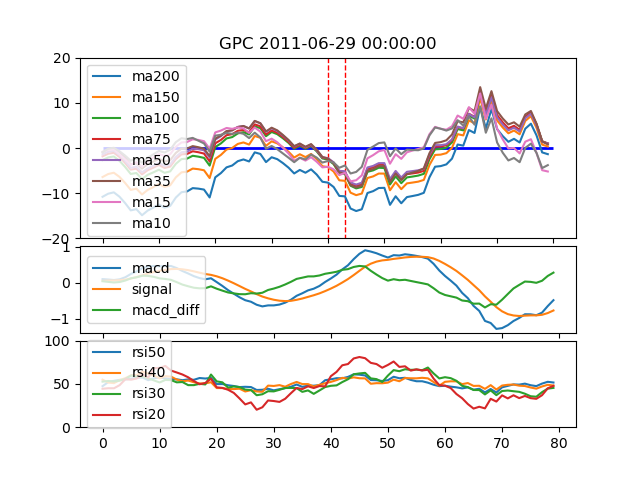 GPC 2011-06-29 00:00:00
20
10
0
−10
−20
ma200
ma150
ma100
ma75
ma50
ma35
ma15
ma10
1
0
−1
macd
signal
macd_diff
100
50
0
rsi50
rsi40
rsi30
rsi20
0 10 20 30 40 50 60 70 80